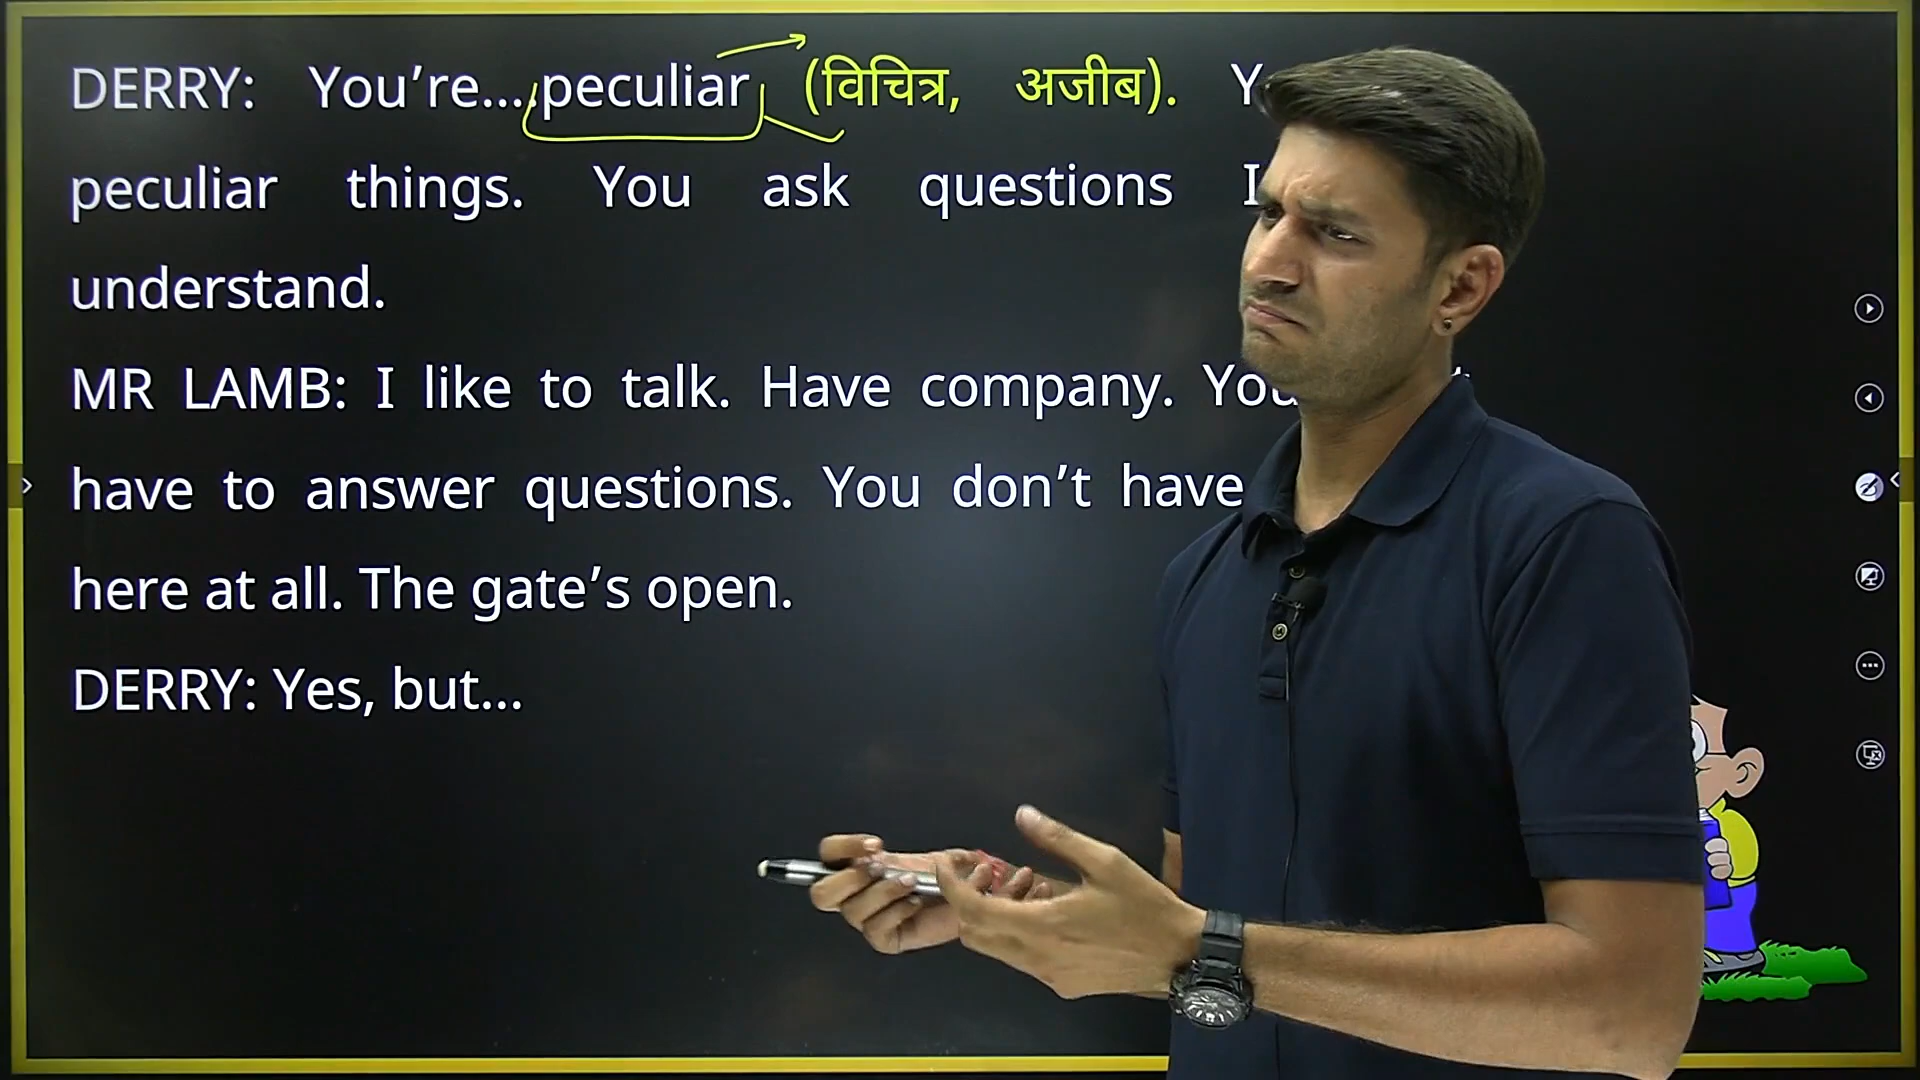 DERRY: You’re....peculiar (विचित्र, अजीब).
peculiar things. You ask questions I
understand.
MR LAMB: I like to talk. Have company.
have to answer questions. You don’t have
here at all. The gate’s open.
DERRY: Yes, but...